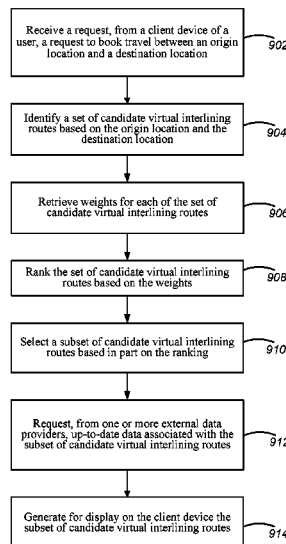 Receive a request, from a client device of a
user, a request to book travel between an origin
location and a destination location
902
Identify a set of candidate virtual interlining
routes based on the origin location and the
destination location
904
Retrieve weights for each of the set of
candidate virtual interlining routes
906
Rank the set of candidate virtual interlining
routes based on the weights
908
Select a subset of candidate virtual interlining
routes based in part on the ranking
910
Request, from one or more external data
providers, up-to-date data associated with the
subset of candidate virtual interlining routes
912
Generate for display on the client device the
subset of candidate virtual interlining routes
914